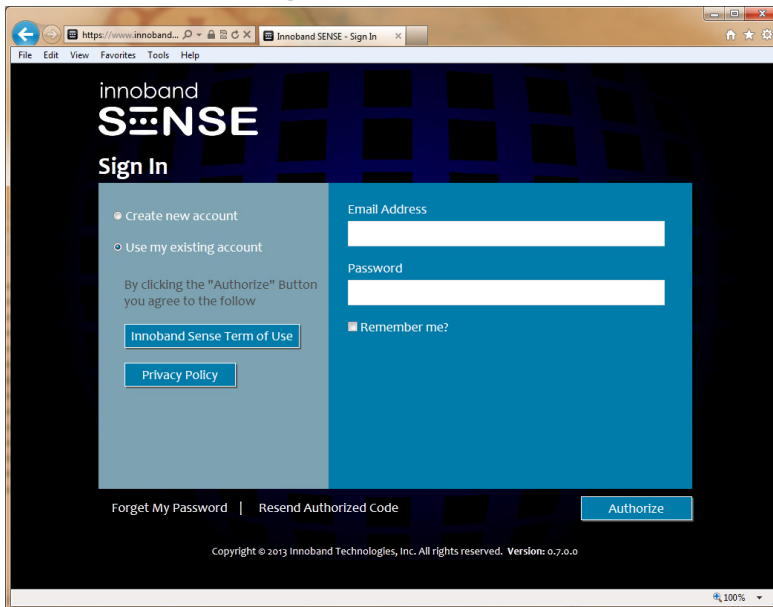 https://www.innoband...
Innoband SENSE - Sign In
File Edit View Favorites Tools Help
innoband
SENSE
Sign In
Create new account
Use my existing account
By clicking the "Authorize" Button
you agree to the follow
Innoband Sense Term of Use
Privacy Policy
Email Address
Password
Remember me?
Forget My Password | Resend Authorized Code
Authorize
Copyright © 2013 Innoband Technologies, Inc. All rights reserved. Version: 0.7.0.0
100%